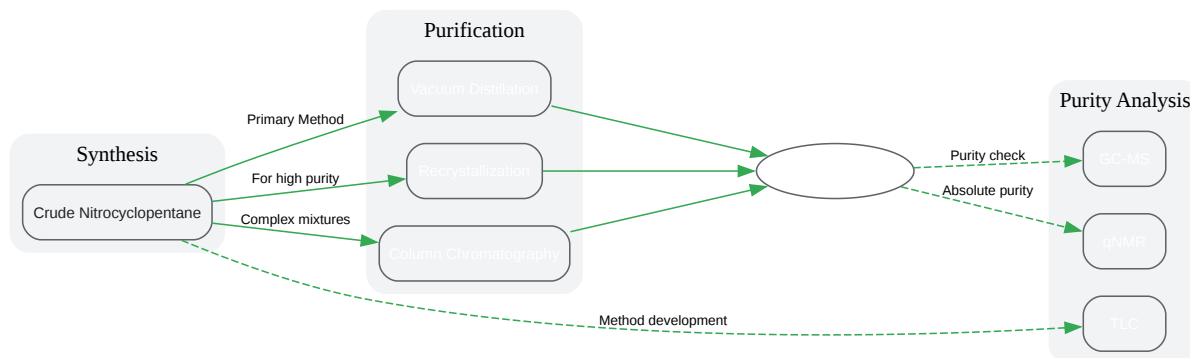 Purification
Vacuum Distillation
Purity Analysis
Primary Method
Synthesis
Purity check
GC-MS
Recrystallization
For high purity
Absolute purity
Crude Nitrocyclopentane
Complex mixtures
qNMR
Column Chromatography
Method development
TLC